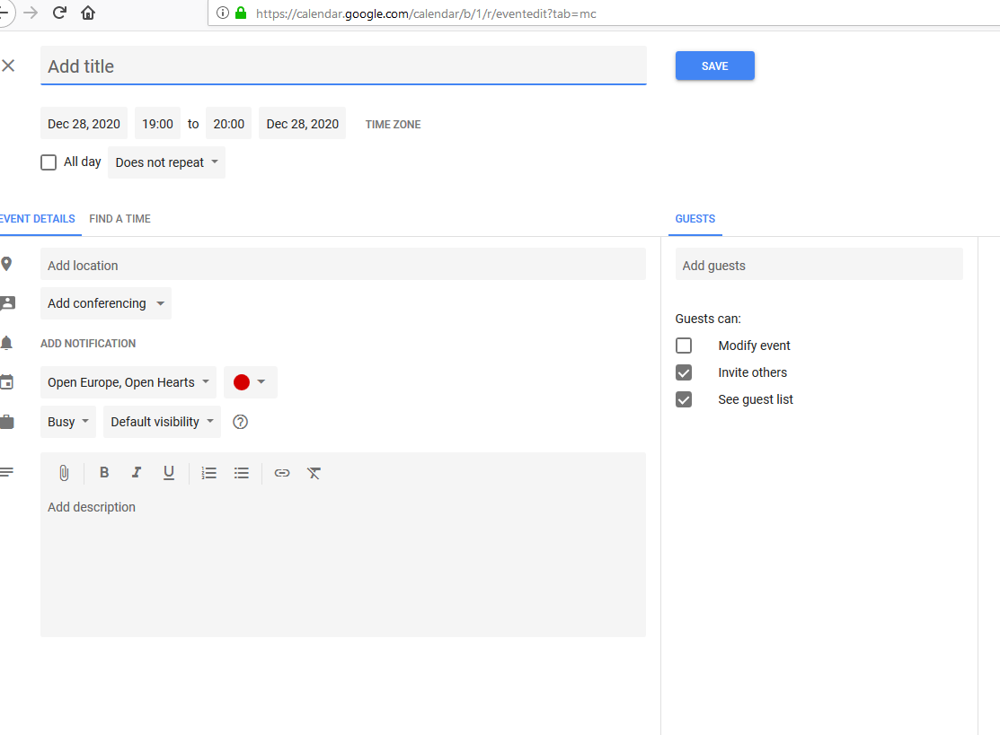 https://calendar.google.com/calendar/b/1/r/eventedit?tab=mc
Add title
SAVE
Dec 28, 2020 19:00 to 20:00 Dec 28, 2020 TIME ZONE
All day Does not repeat
EVENT DETAILS FIND A TIME
GUESTS
Add location
Add guests
Add conferencing
Guests can:
ADD NOTIFICATION
Modify event
Invite others
Open Europe, Open Hearts
See guest list
Busy Default visibility
B I U
Add description